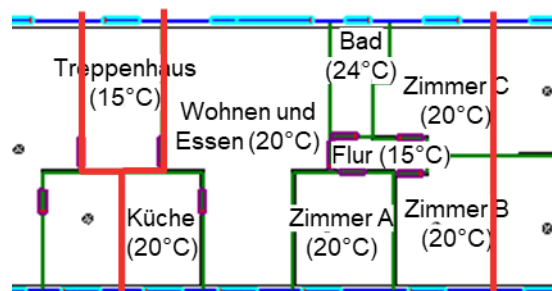 Treppenhaus
(15°C)
Wohnen und
Essen (20°C)
Bad
(24°C)
Zimmer C
(20°C)
Flur (15°C)
Küche
(20°C)
Zimmer A
(20°C)
Zimmer B
(20°C)